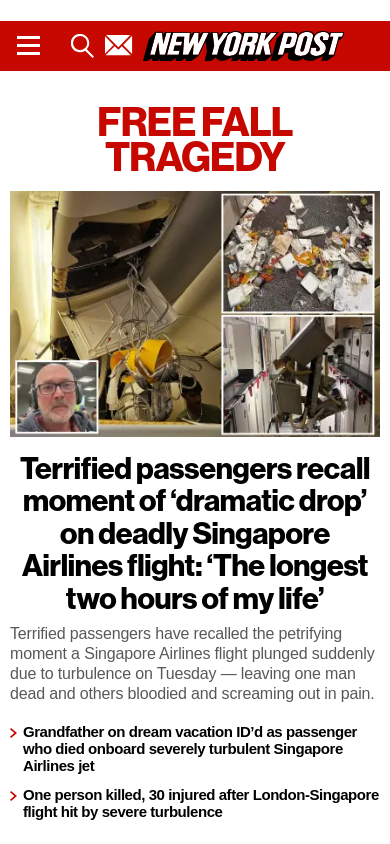 NEW YORK POST
FREE FALL
TRAGEDY
Terrified passengers recall
moment of ‘dramatic drop’
on deadly Singapore
Airlines flight: ‘The longest
two hours of my life’
Terrified passengers have recalled the petrifying
moment a Singapore Airlines flight plunged suddenly
due to turbulence on Tuesday — leaving one man
dead and others bloodied and screaming out in pain.
Grandfather on dream vacation ID’d as passenger
who died onboard severely turbulent Singapore
Airlines jet
One person killed, 30 injured after London-Singapore
flight hit by severe turbulence